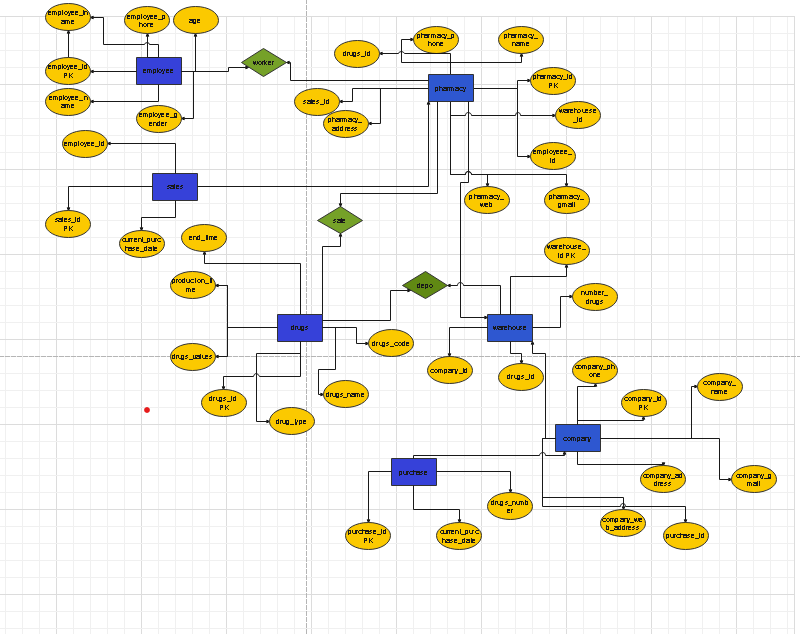 employee_n
ame
employee_p
hone
age
employee_id
PK
employee
worker
employee_n
ame
employee_g
ender
drugs_id
pharmacy_p
hone
pharmacy_
name
pharmacy
pharmacy_id
PK
sales_id
pharmacy_
address
warehouse
_id
employee_
id
pharmacy_
web
pharmacy_
gmail
employee_id
sales
sales_id
PK
current_purc
hase_date
sale
end_time
production_ti
me
depo
warehouse_
id PK
number_
drugs
drugs
warehouse
drugs_values
drugs_code
company_id
drugs_id
drugs_id
PK
drugs_name
drug_type
company_ph
one
company_id
PK
company_
name
company
purchase
company_ad
dress
company_g
mail
drugs_numb
er
purchase_id
PK
current_purc
hase_date
company_we
b_address
purchase_id